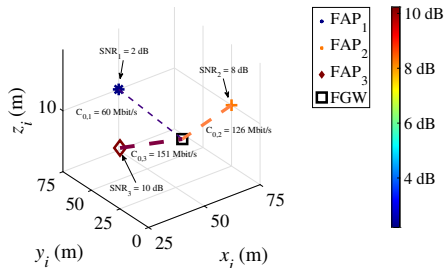 SNR1 = 2 dB
SNR2 = 8 dB
C0,1 = 60 Mbit/s
C0,2 = 126 Mbit/s
C0,3 = 151 Mbit/s
SNR3 = 10 dB
zi (m)
10
75
50
25
0
yi (m)
25
50
75
xi (m)
FAP1
FAP2
FAP3
FGW
10 dB
8 dB
6 dB
4 dB